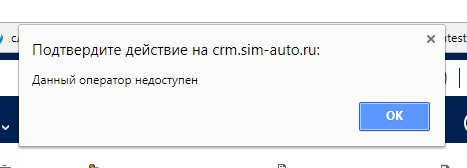 Подтвердите действие на crm.sim-auto.ru:
Данный оператор недоступен
OK